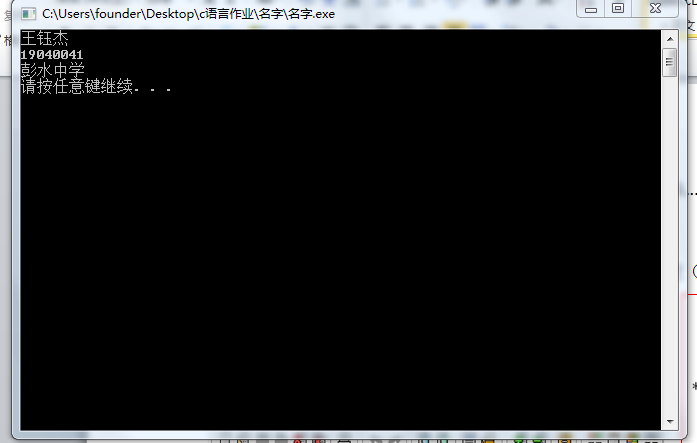 C:\Users\founder\Desktop\c语言作业\名字\名字.exe
王钰杰
19040041
彭水中学
请按任意键继续. . .